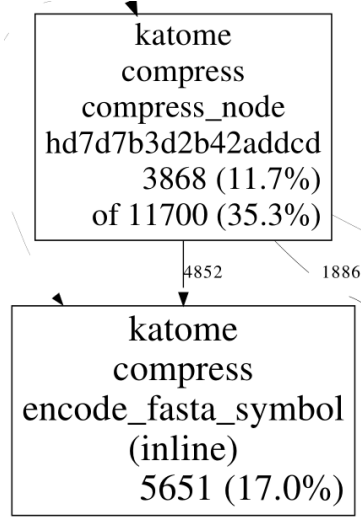 katome
compress
compress_node
hd7d7b3d2b42addcd
3868 (11.7%)
of 11700 (35.3%)
4852
1886
katome
compress
encode_fasta_symbol
(inline)
5651 (17.0%)